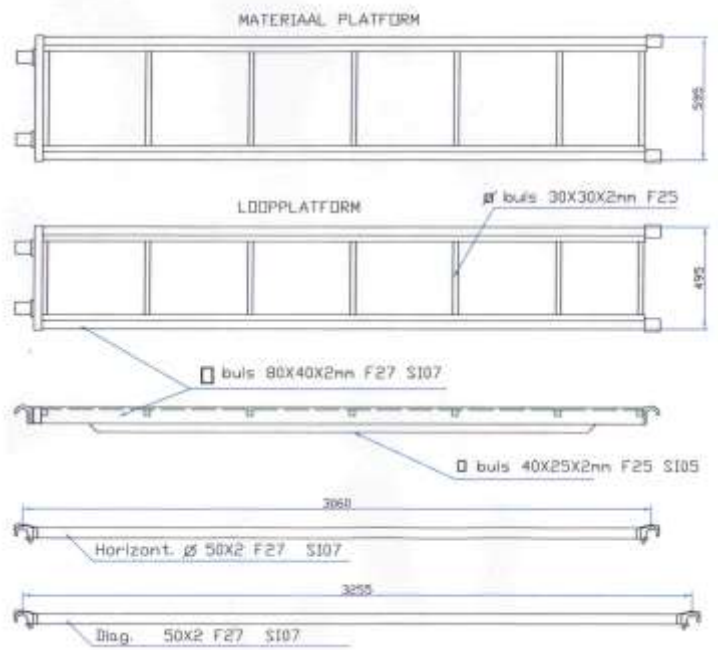 MATERIAAL PLATFORM
595
LOOPPLATFORM
Ø buis 30X30X2mm F25
495
□ buis 80X40X2mm F27 SI07
□ buis 40X25X2mm F25 SI05
3060
Horizont. Ø 50X2 F27 SI07
3255
Diag. 50X2 F27 SI07